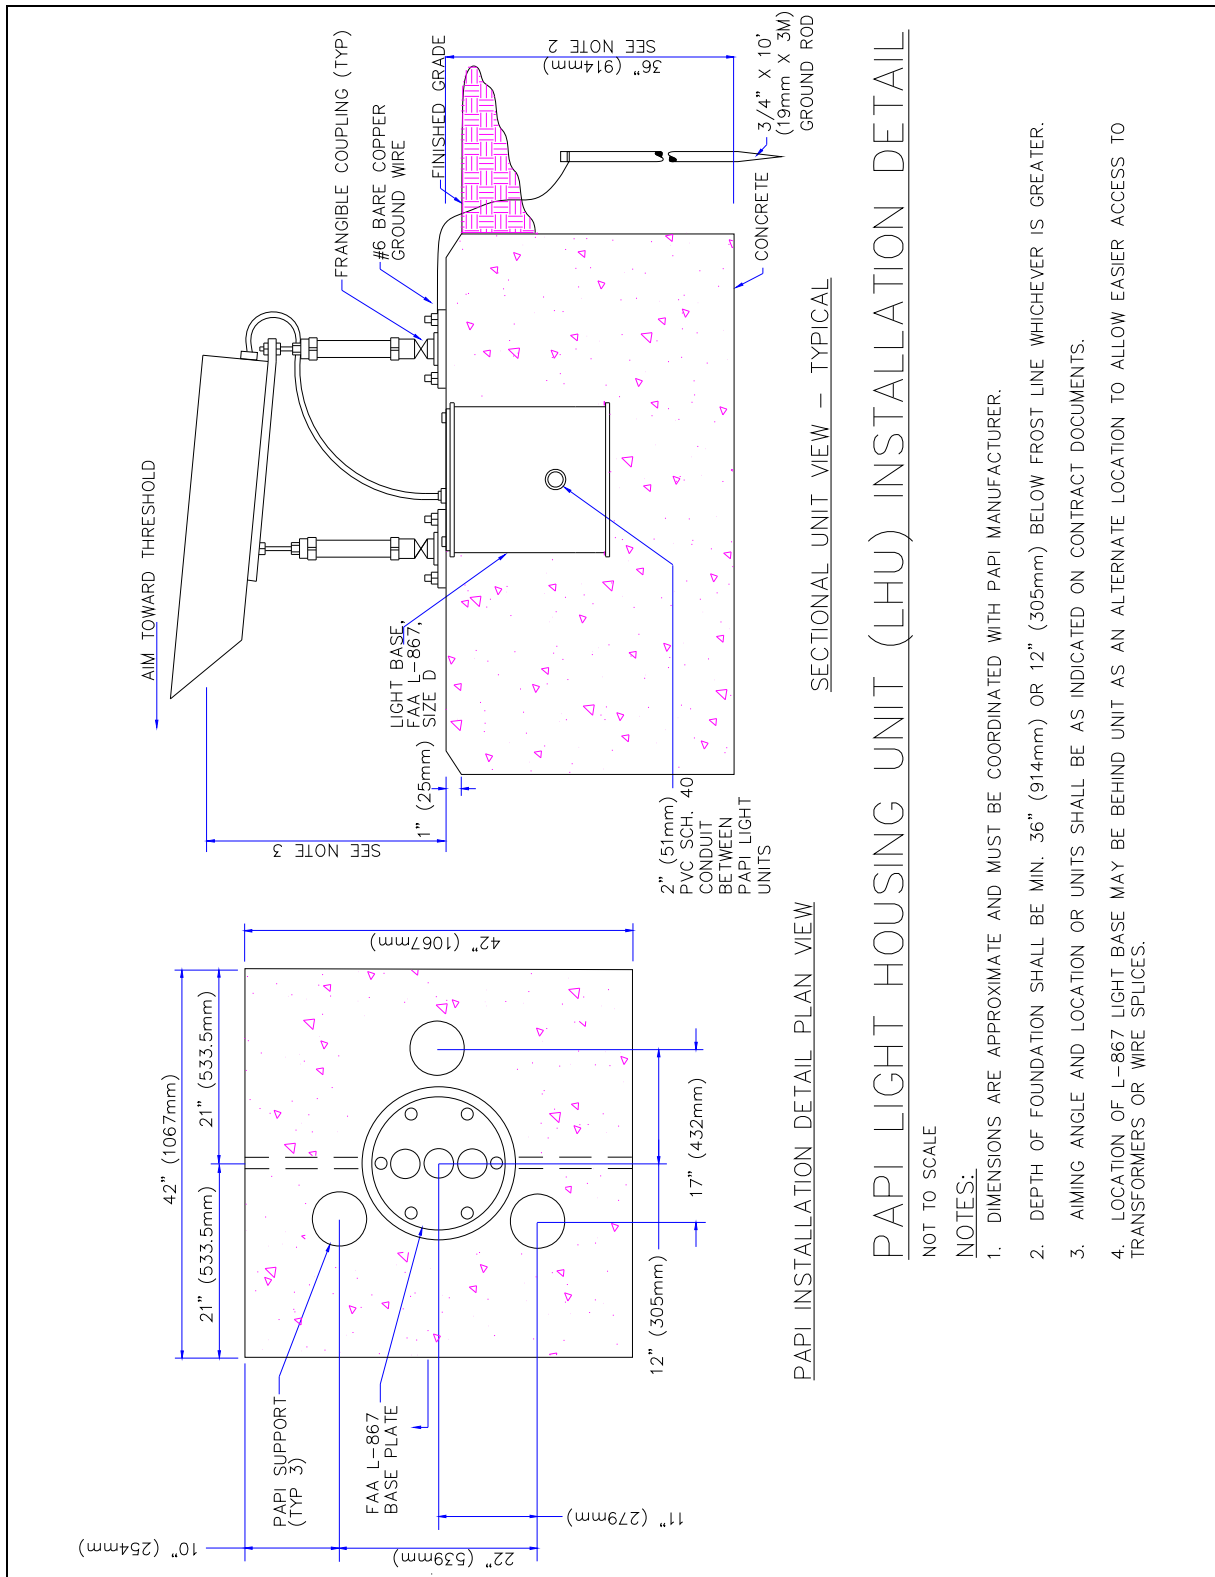 42" (1067mm)
21" (533.5mm)
21" (533.5mm)
42" (1067mm)
PAPI SUPPORT
(TYP 3)
FAA L-867
BASE PLATE
10" (254mm)
22" (539mm)
11" (279mm)
12" (305mm)
17" (432mm)
PAPI INSTALLATION DETAIL PLAN VIEW
AIM TOWARD THRESHOLD
SEE NOTE 3
1" (25mm)
LIGHT BASE,
FAA L-867,
SIZE D
2" (51mm)
PVC SCH. 40
CONDUIT
BETWEEN
PAPI LIGHT
UNITS
FRANGIBLE COUPLING (TYP)
#6 BARE COPPER
GROUND WIRE
FINISHED GRADE
36" (914mm)
SEE NOTE 2
3/4" X 10'
(19mm X 3M)
GROUND ROD
CONCRETE
SECTIONAL UNIT VIEW - TYPICAL
PAPI LIGHT HOUSING UNIT (LHU) INSTALLATION DETAIL
NOT TO SCALE
NOTES:
1. DIMENSIONS ARE APPROXIMATE AND MUST BE COORDINATED WITH PAPI MANUFACTURER.
2. DEPTH OF FOUNDATION SHALL BE MIN. 36" (914mm) OR 12" (305mm) BELOW FROST LINE WHICHEVER IS GREATER.
3. AIMING ANGLE AND LOCATION OR UNITS SHALL BE AS INDICATED ON CONTRACT DOCUMENTS.
4. LOCATION OF L-867 LIGHT BASE MAY BE BEHIND UNIT AS AN ALTERNATE LOCATION TO ALLOW EASIER ACCESS TO
TRANSFORMERS OR WIRE SPLICES.